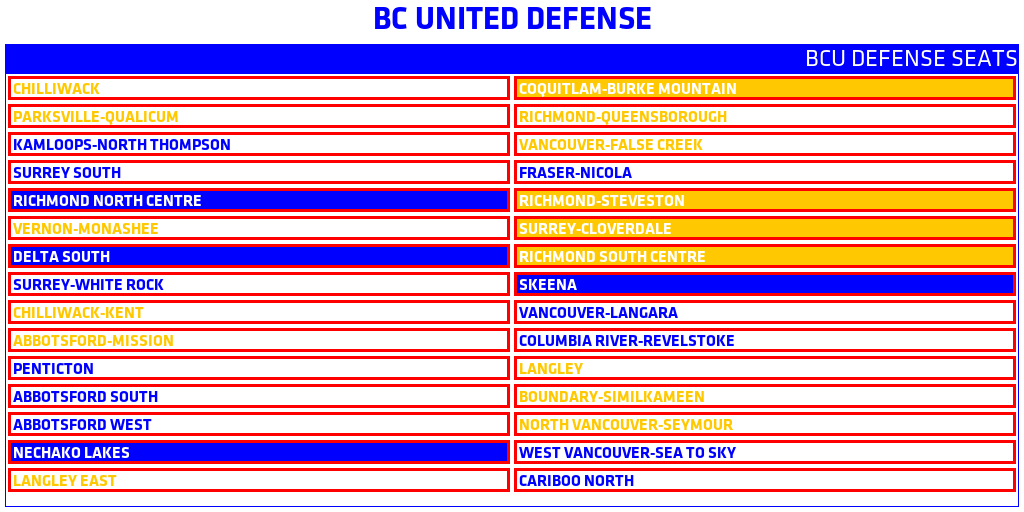 BC UNITED DEFENSE
BCU DEFENSE SEATS
CHILLIWACK
COQUITLAM-BURKE MOUNTAIN
PARKSVILLE-QUALICUM
RICHMOND-QUEENSBOROUGH
KAMLOOPS-NORTH THOMPSON
VANCOUVER-FALSE CREEK
SURREY SOUTH
FRASER-NICOLA
RICHMOND NORTH CENTRE
RICHMOND-STEVESTON
VERNON-MONASHEE
SURREY-CLOVERDALE
DELTA SOUTH
RICHMOND SOUTH CENTRE
SURREY-WHITE ROCK
SKEENA
CHILLIWACK-KENT
VANCOUVER-LANGARA
ABBOTSFORD-MISSION
COLUMBIA RIVER-REVELSTOKE
PENTICTON
LANGLEY
ABBOTSFORD SOUTH
BOUNDARY-SIMILKAMEEN
ABBOTSFORD WEST
NORTH VANCOUVER-SEYMOUR
NECHAKO LAKES
WEST VANCOUVER-SEA TO SKY
LANGLEY EAST
CARIBOO NORTH